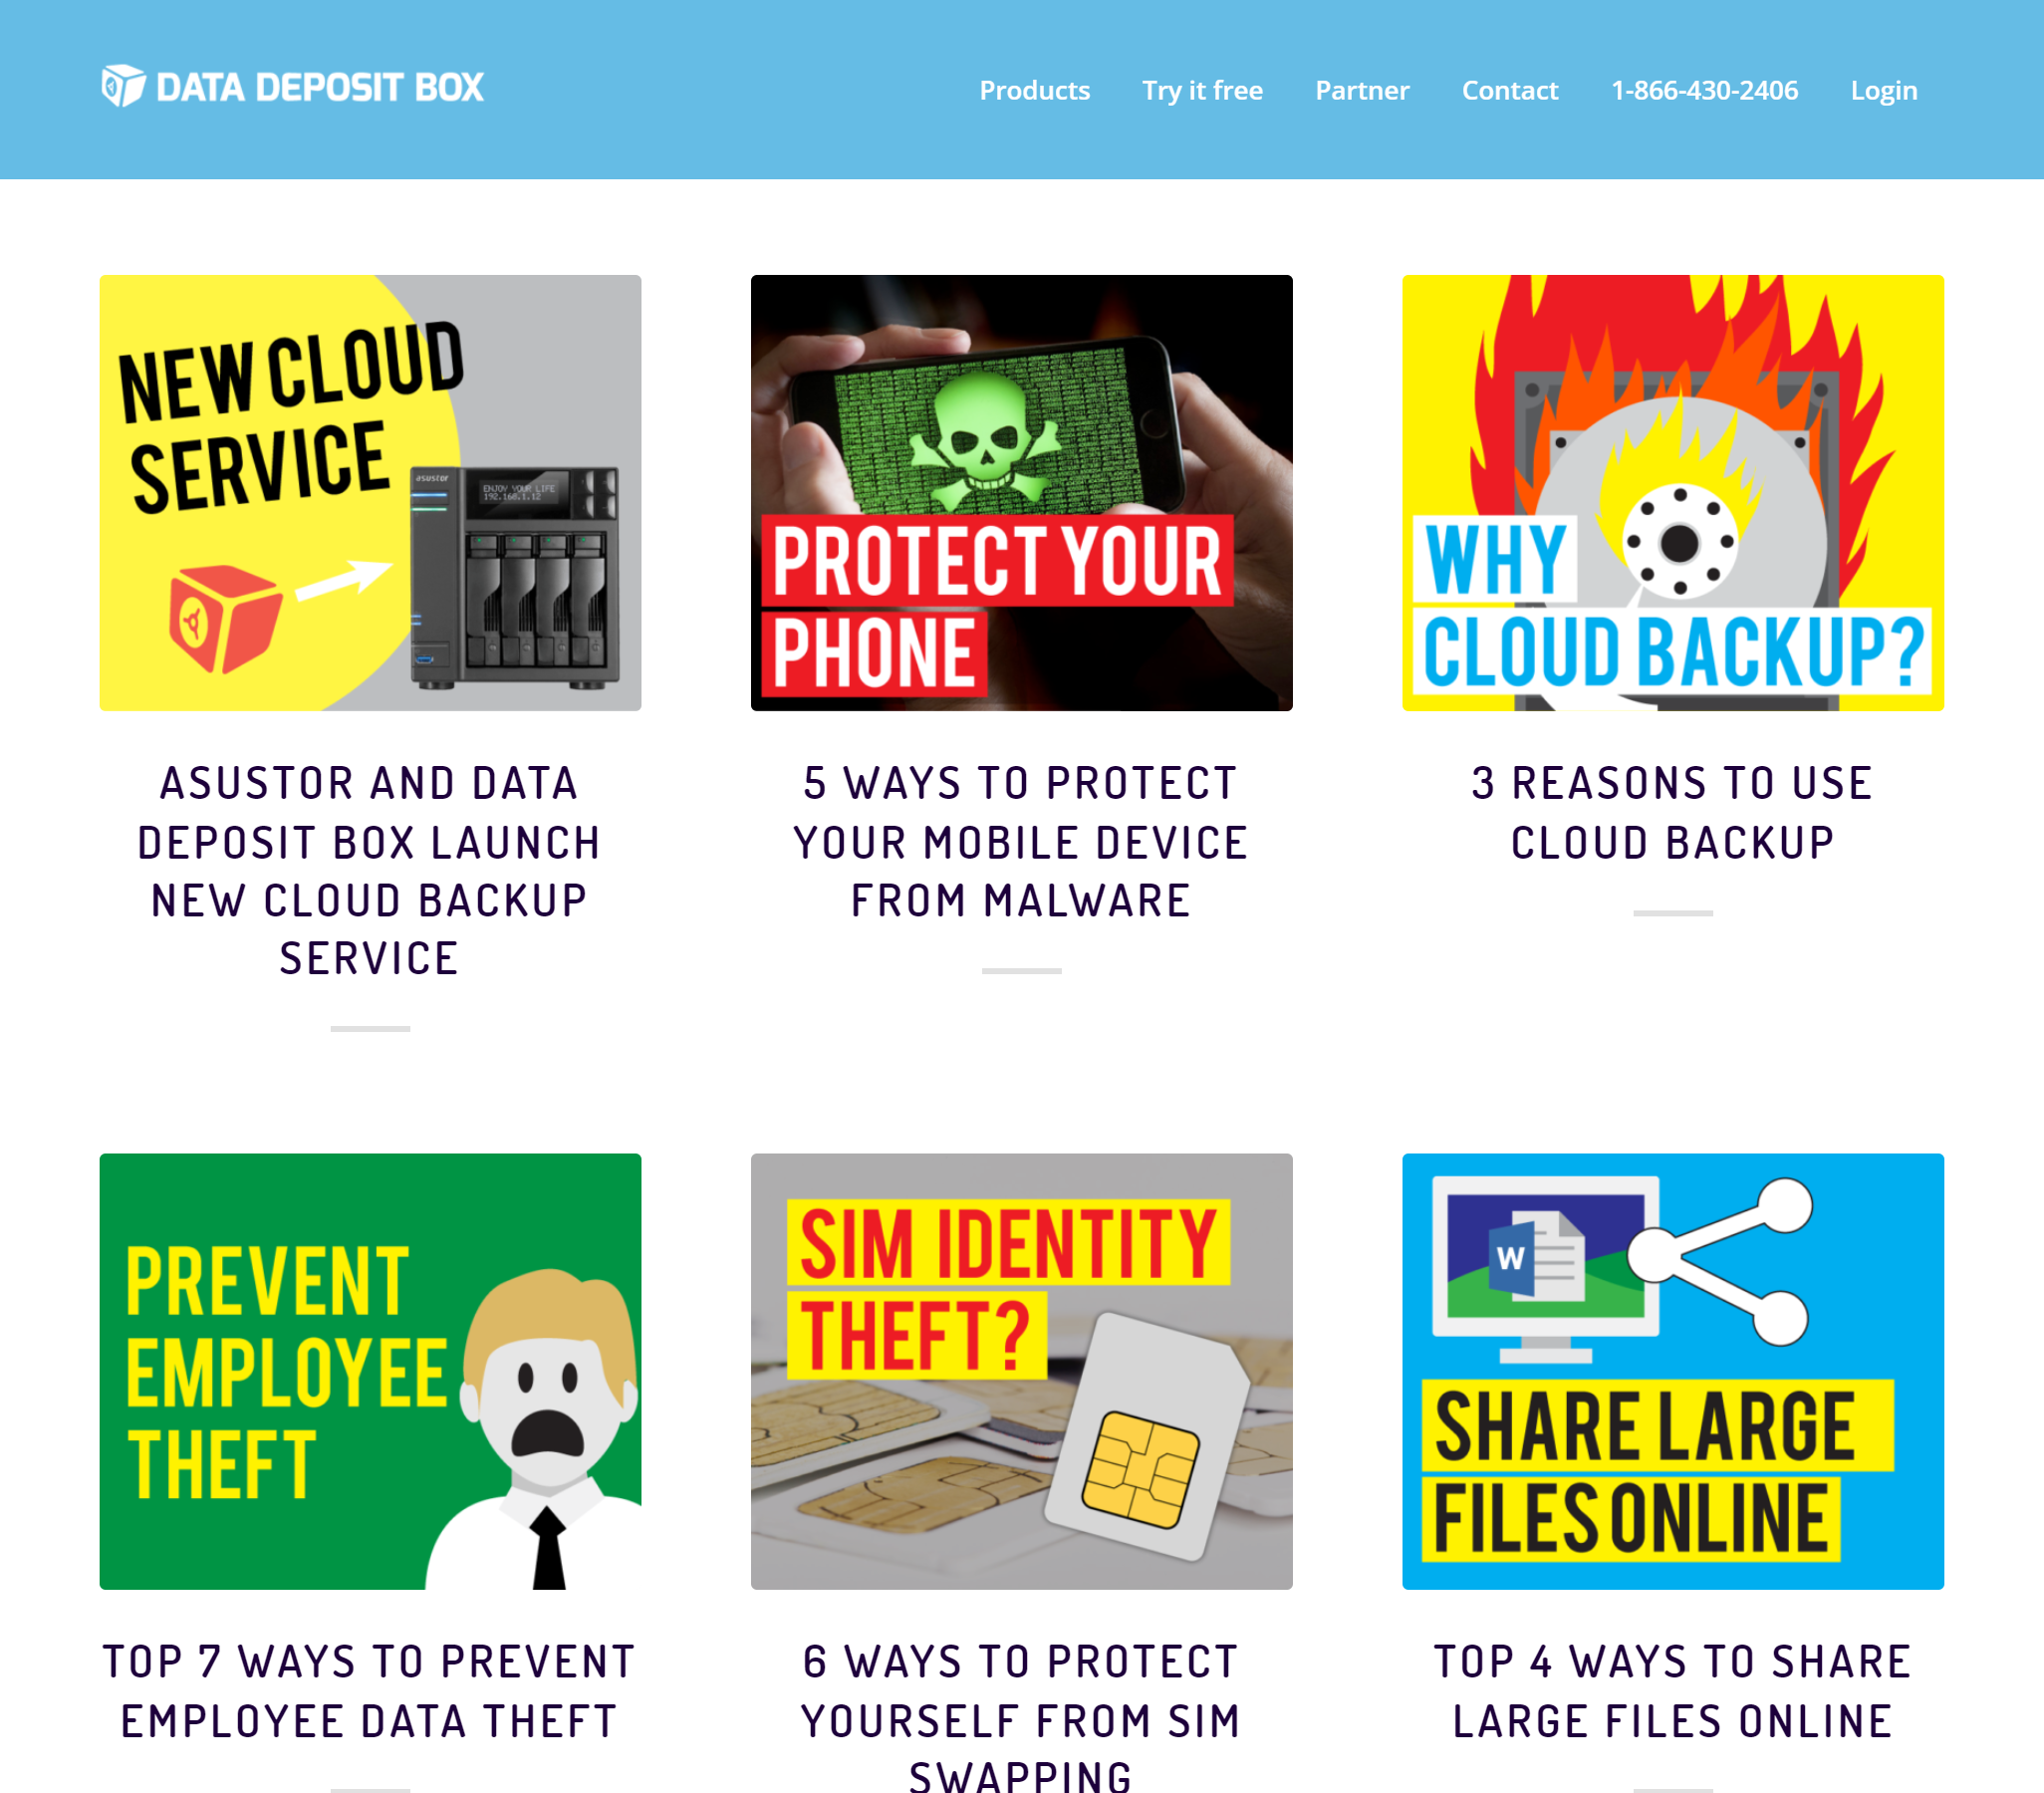 DATA DEPOSIT BOX
Products Try it free Partner Contact 1-866-430-2406 Login
NEW CLOUD
SERVICE
asustor
ENJOY YOUR LIFE
192.168.1.12
PROTECT YOUR
PHONE
WHY
CLOUD BACKUP?
ASUSTOR AND DATA
DEPOSIT BOX LAUNCH
NEW CLOUD BACKUP
SERVICE
5 WAYS TO PROTECT
YOUR MOBILE DEVICE
FROM MALWARE
3 REASONS TO USE
CLOUD BACKUP
PREVENT
EMPLOYEE
THEFT
SIM IDENTITY
THEFT?
W
SHARE LARGE
FILES ONLINE
TOP 7 WAYS TO PREVENT
EMPLOYEE DATA THEFT
6 WAYS TO PROTECT
YOURSELF FROM SIM
SWAPPING
TOP 4 WAYS TO SHARE
LARGE FILES ONLINE